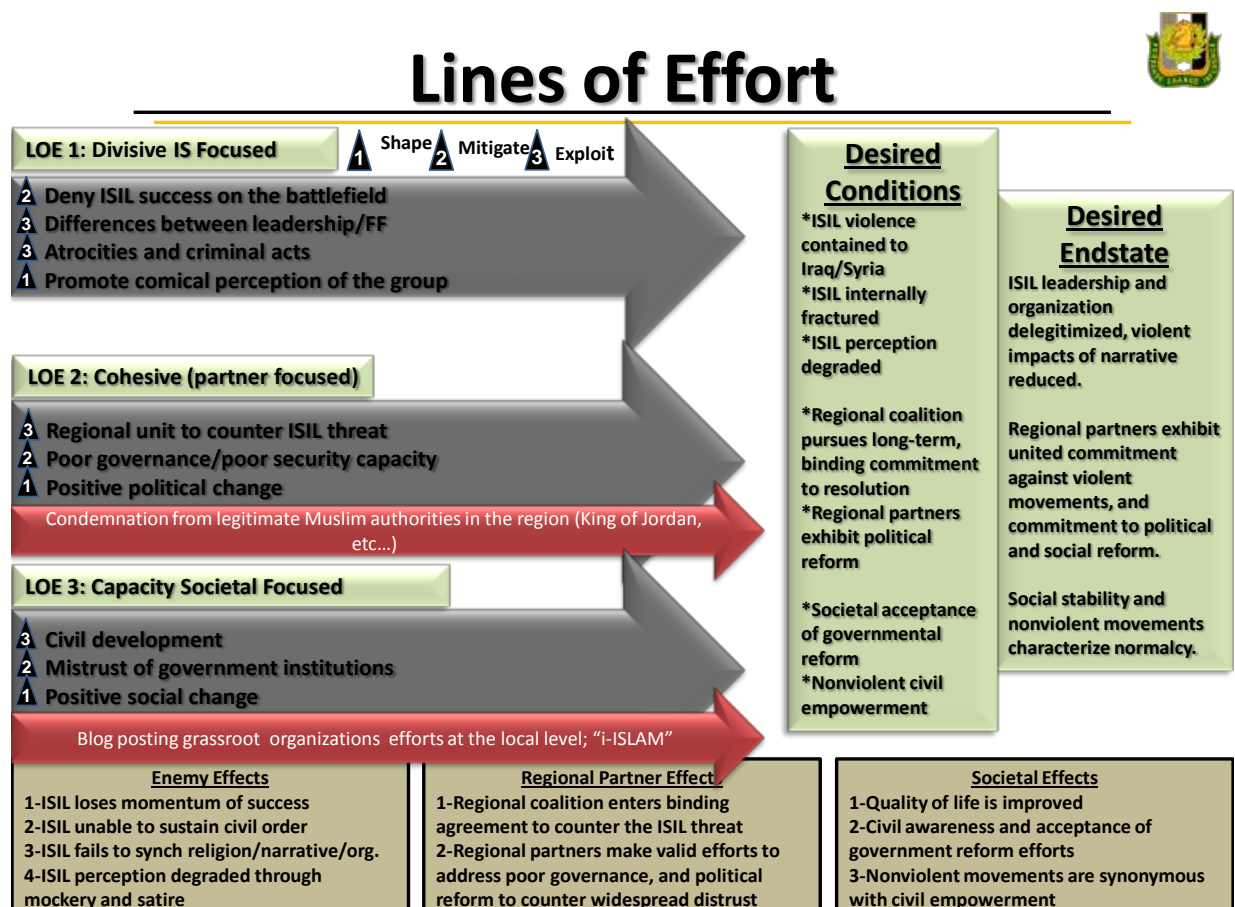 Lines of Effort
LOE 1: Divisive IS Focused
1 Shape 2 Mitigate 3 Exploit
2 Deny ISIL success on the battlefield
3 Differences between leadership/FF
3 Atrocities and criminal acts
1 Promote comical perception of the group
LOE 2: Cohesive (partner focused)
3 Regional unit to counter ISIL threat
2 Poor governance/poor security capacity
1 Positive political change
Condemnation from legitimate Muslim authorities in the region (King of Jordan,
etc…)
LOE 3: Capacity Societal Focused
3 Civil development
2 Mistrust of government institutions
1 Positive social change
Blog posting grassroot organizations efforts at the local level; “i-ISLAM”
Desired
Conditions
*ISIL violence
contained to
Iraq/Syria
*ISIL internally
fractured
*ISIL perception
degraded
*Regional coalition
pursues long-term,
binding commitment
to resolution
*Regional partners
exhibit political
reform
*Societal acceptance
of governmental
reform
*Nonviolent civil
empowerment
Desired
Endstate
ISIL leadership and
organization
delegitimized, violent
impacts of narrative
reduced.
Regional partners exhibit
united commitment
against violent
movements, and
commitment to political
and social reform.
Social stability and
nonviolent movements
characterize normalcy.
Enemy Effects
1-ISIL loses momentum of success
2-ISIL unable to sustain civil order
3-ISIL fails to synch religion/narrative/org.
4-ISIL perception degraded through
mockery and satire
Regional Partner Effects
1-Regional coalition enters binding
agreement to counter the ISIL threat
2-Regional partners make valid efforts to
address poor governance, and political
reform to counter widespread distrust
Societal Effects
1-Quality of life is improved
2-Civil awareness and acceptance of
government reform efforts
3-Nonviolent movements are synonymous
with civil empowerment